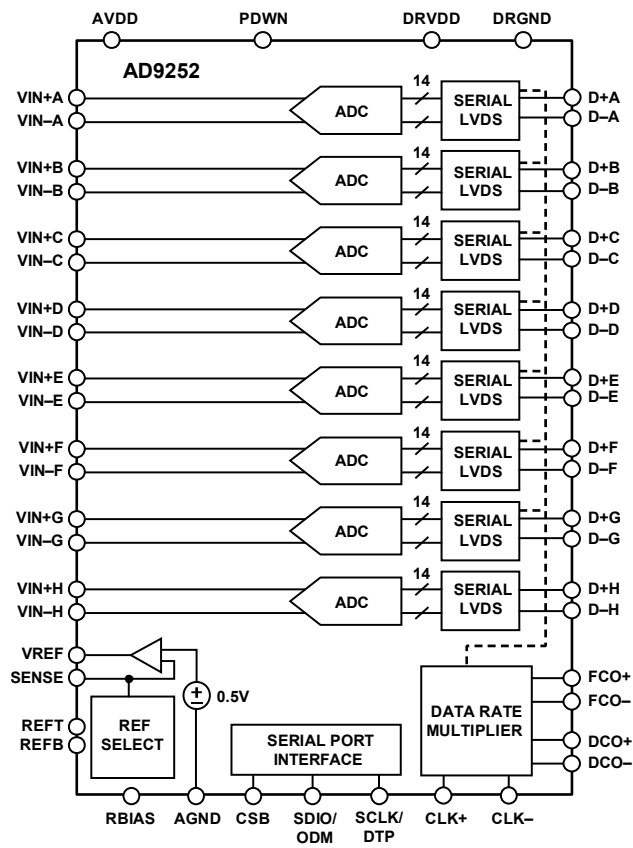 AVDD PDWN DRVDD DRGND
AD9252
VIN+A
VIN–A
ADC
14
SERIAL
LVDS
D+A
D–A
VIN+B
VIN–B
ADC
14
SERIAL
LVDS
D+B
D–B
VIN+C
VIN–C
ADC
14
SERIAL
LVDS
D+C
D–C
VIN+D
VIN–D
ADC
14
SERIAL
LVDS
D+D
D–D
VIN+E
VIN–E
ADC
14
SERIAL
LVDS
D+E
D–E
VIN+F
VIN–F
ADC
14
SERIAL
LVDS
D+F
D–F
VIN+G
VIN–G
ADC
14
SERIAL
LVDS
D+G
D–G
VIN+H
VIN–H
ADC
14
SERIAL
LVDS
D+H
D–H
VREF
SENSE
REFT
REFB
REF
SELECT
+
–
0.5V
SERIAL PORT
INTERFACE
DATA RATE
MULTIPLIER
FCO+
FCO–
DCO+
DCO–
RBIAS
AGND
CSB
SDIO/
ODM
SCLK/
DTP
CLK+
CLK–